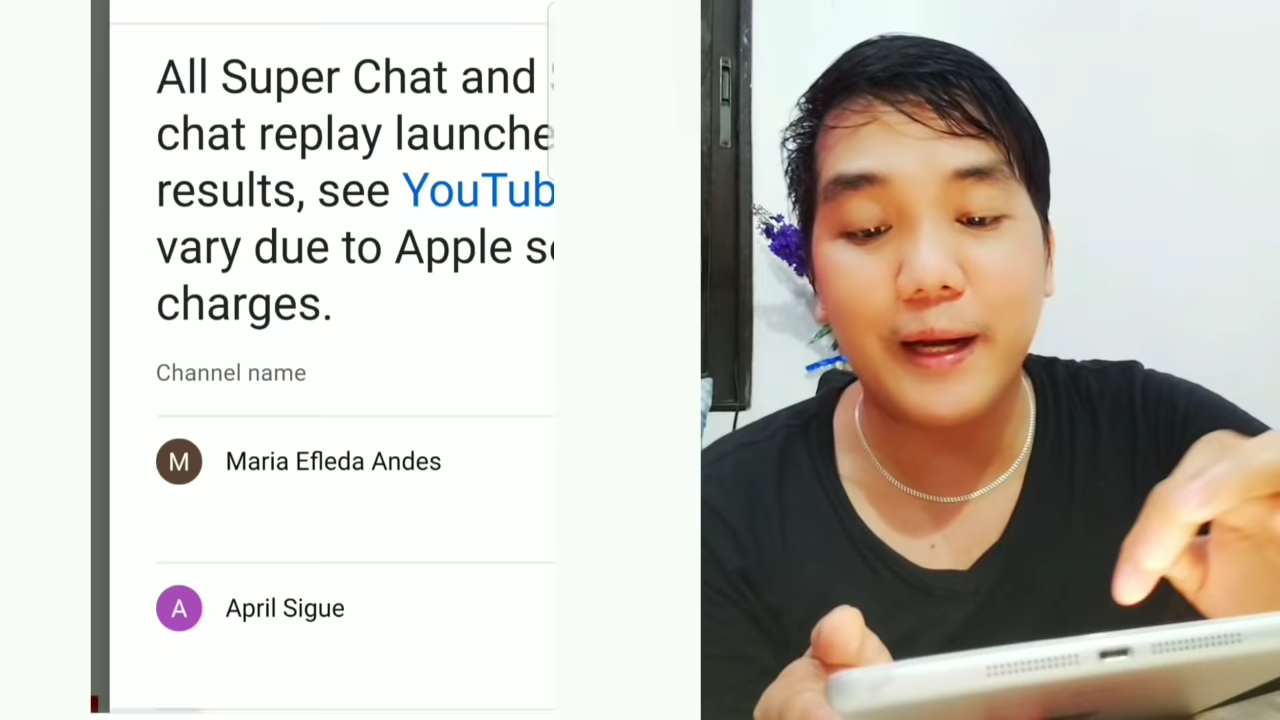 All Super Chat and
chat replay launche
results, see YouTub
vary due to Apple
charges.
Channel name
M Maria Efleda Andes
A April Sigue